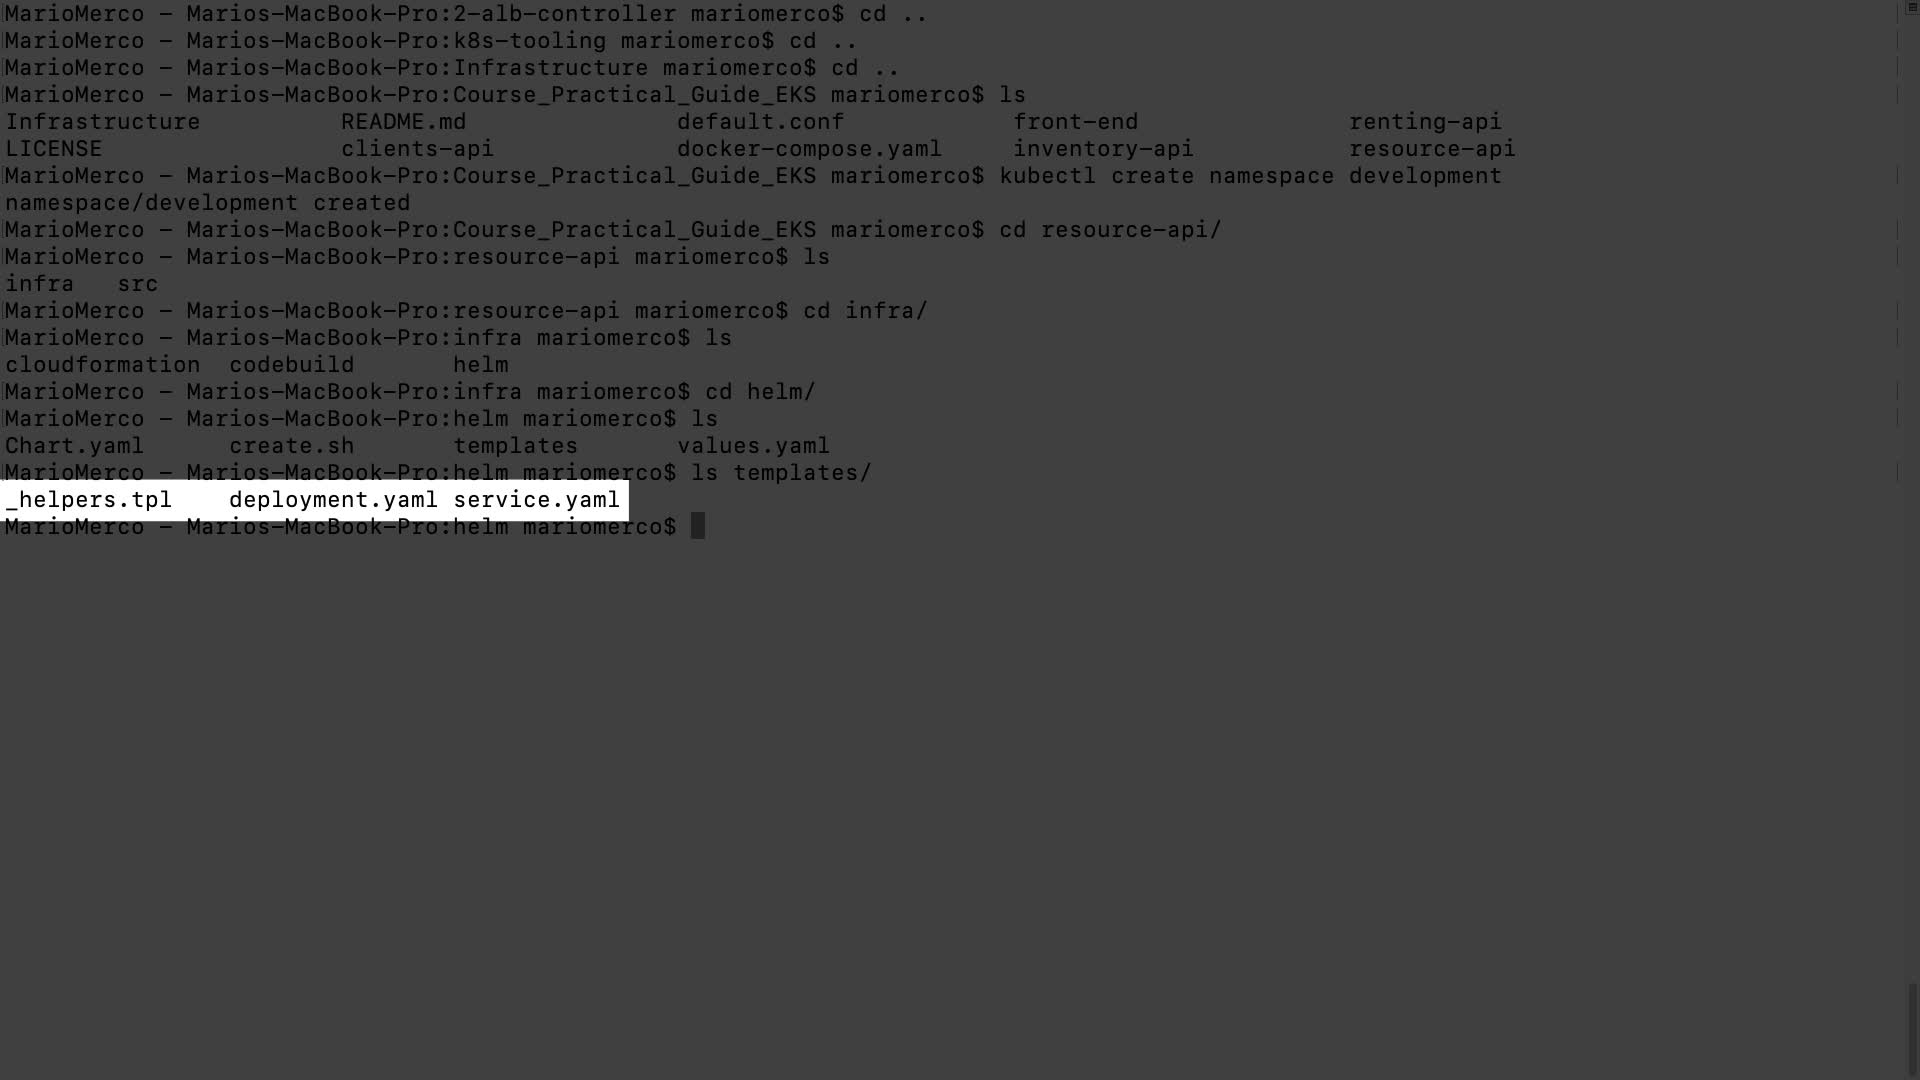 MarioMerco – Marios-MacBook-Pro:2-alb-controller mariomerco$ cd ..
MarioMerco – Marios-MacBook-Pro:k8s-tooling mariomerco$ cd ..
MarioMerco – Marios-MacBook-Pro:Infrastructure mariomerco$ cd ..
MarioMerco – Marios-MacBook-Pro:Course_Practical_Guide_EKS mariomerco$ ls
Infrastructure README.md default.conf front-end renting-api
LICENSE clients-api docker-compose.yaml inventory-api resource-api
MarioMerco – Marios-MacBook-Pro:Course_Practical_Guide_EKS mariomerco$ kubectl create namespace development
namespace/development created
MarioMerco – Marios-MacBook-Pro:Course_Practical_Guide_EKS mariomerco$ cd resource-api/
MarioMerco – Marios-MacBook-Pro:resource-api mariomerco$ ls
infra src
MarioMerco – Marios-MacBook-Pro:resource-api mariomerco$ cd infra/
MarioMerco – Marios-MacBook-Pro:infra mariomerco$ ls
cloudformation codebuild helm
MarioMerco – Marios-MacBook-Pro:infra mariomerco$ cd helm/
MarioMerco – Marios-MacBook-Pro:helm mariomerco$ ls
Chart.yaml create.sh templates values.yaml
MarioMerco – Marios-MacBook-Pro:helm mariomerco$ ls templates/
_helpers.tpl deployment.yaml service.yaml
MarioMerco – Marios-MacBook-Pro:helm mariomerco$